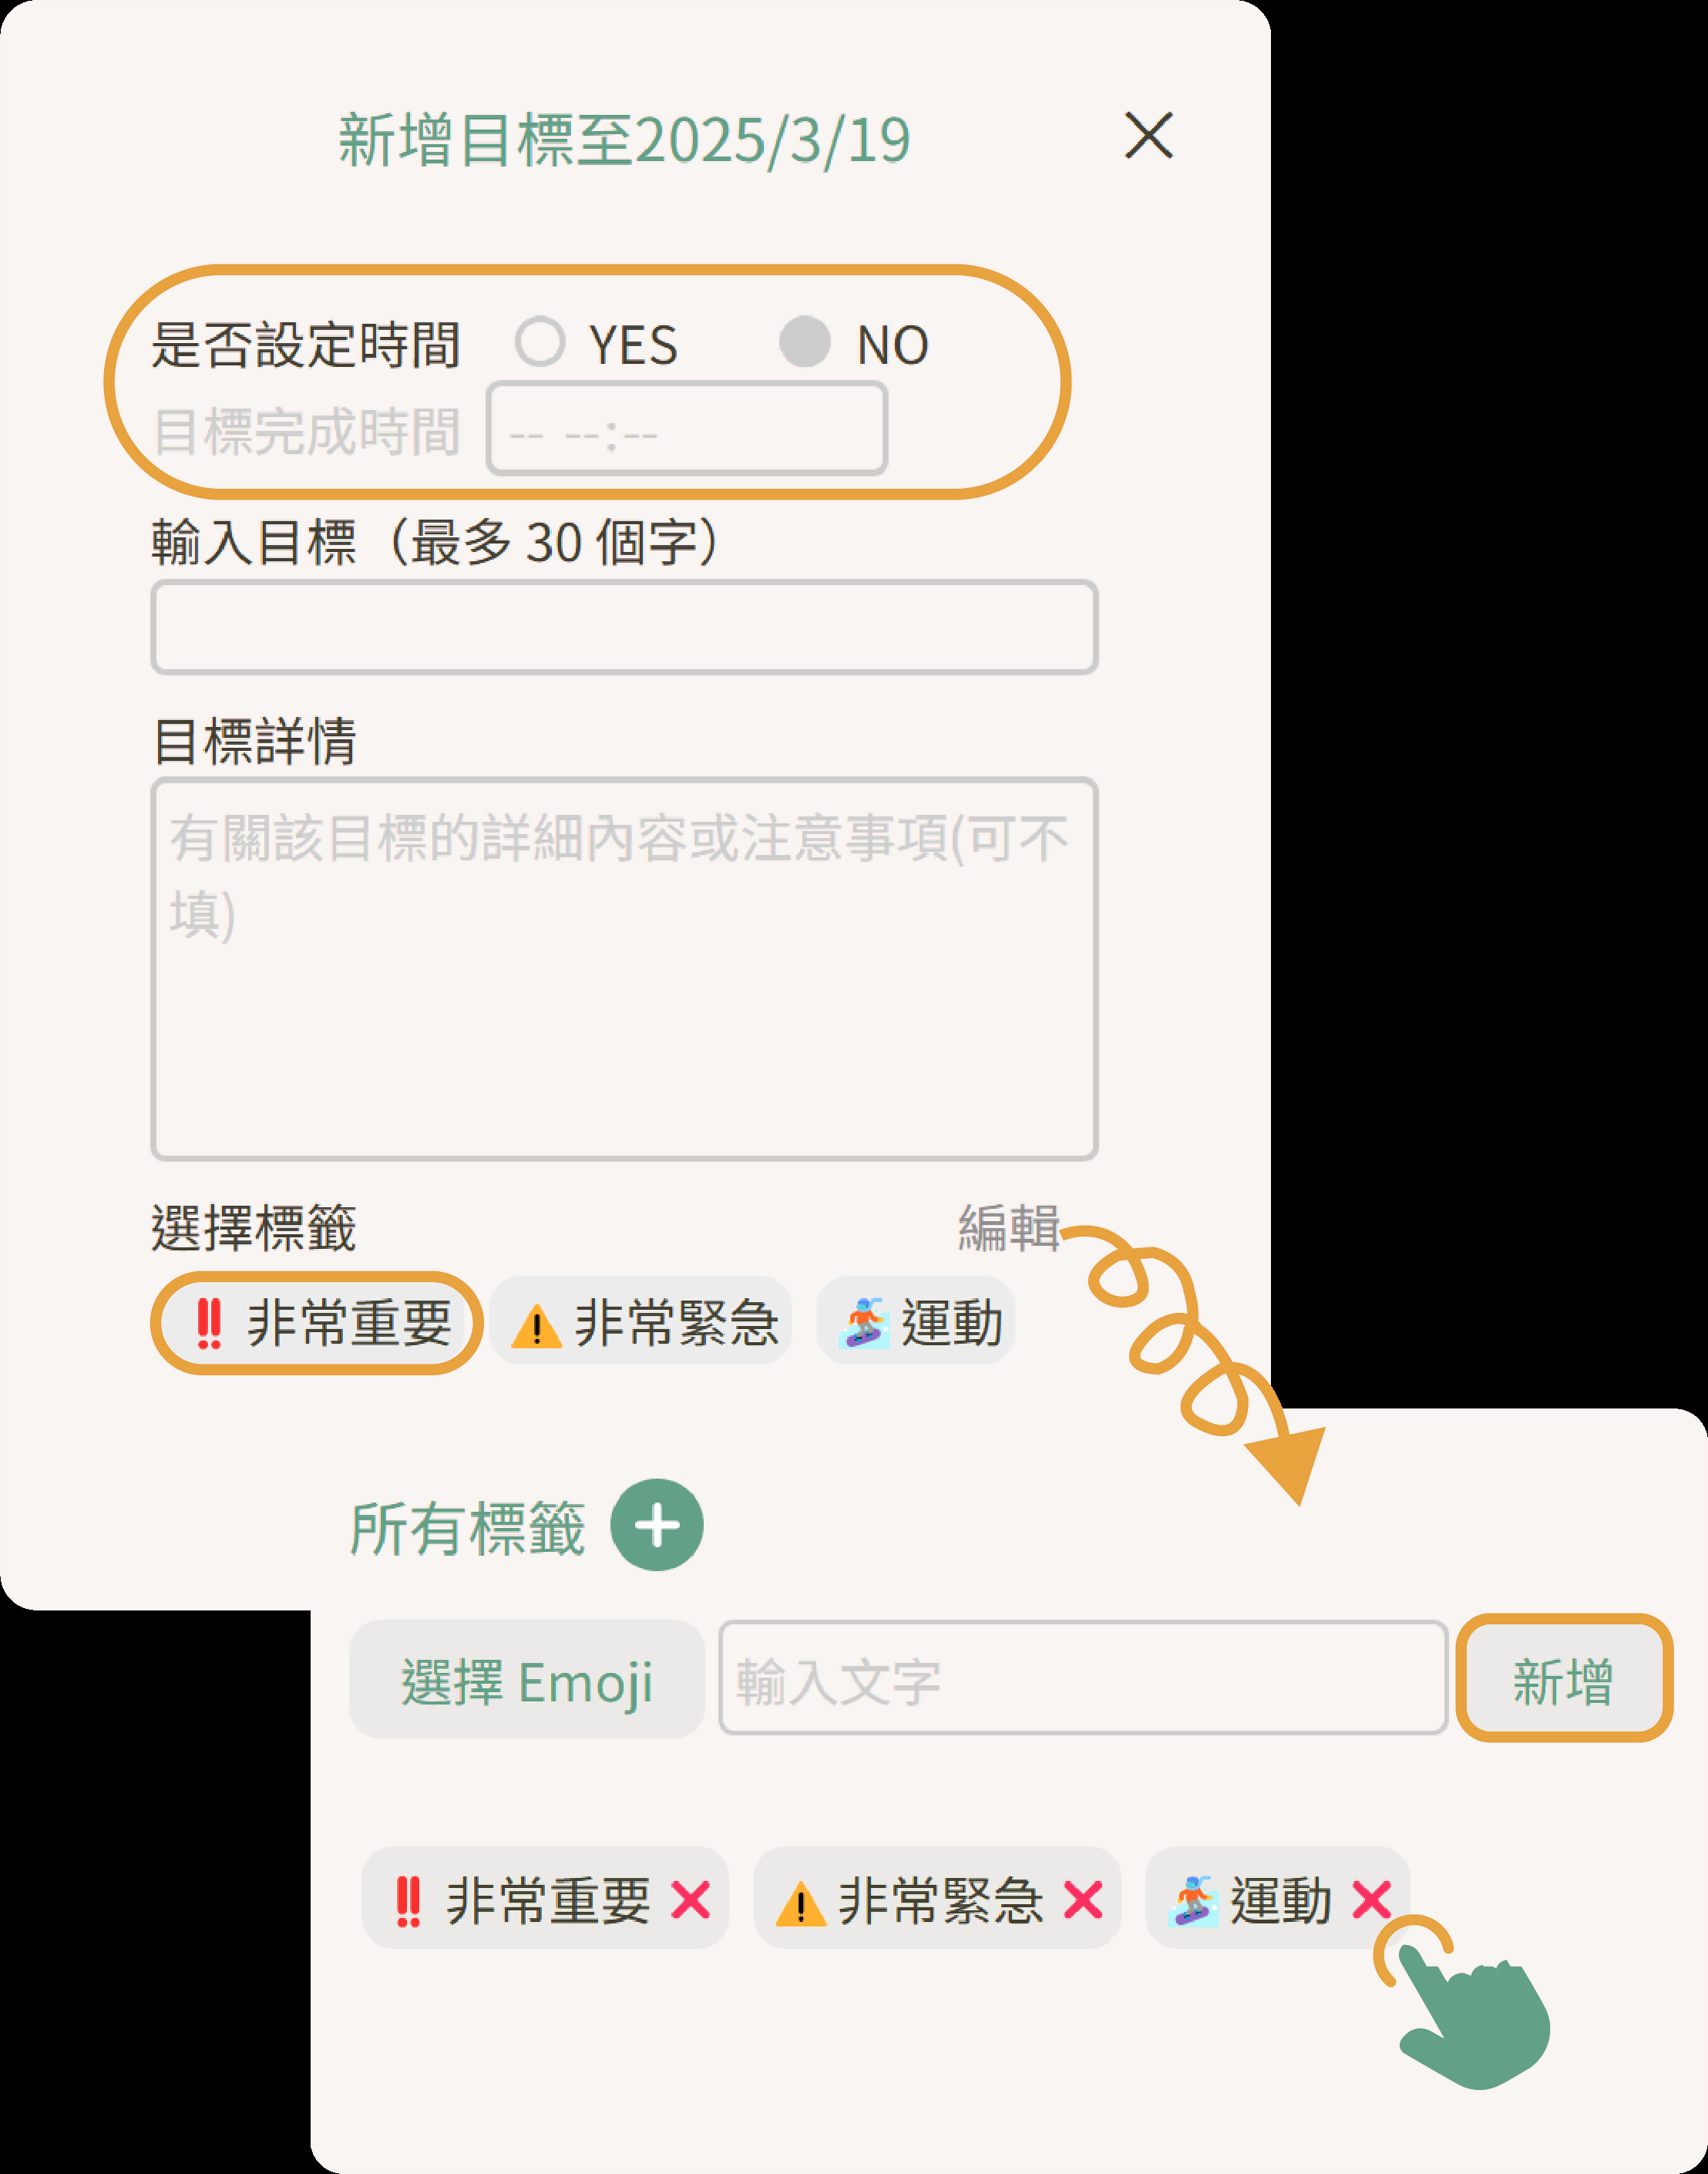 新增目標至2025/3/19
是否設定時間 YES NO
目標完成時間 -- --:--
輸入目標（最多 30 個字）
目標詳情
有關該目標的詳細內容或注意事項(可不
填)
選擇標籤 編輯
‼️ 非常重要 ⚠️ 非常緊急 🏂 運動
所有標籤
選擇 Emoji 輸入文字 新增
‼️ 非常重要 ❌ ⚠️ 非常緊急 ❌ 🏂 運動 ❌